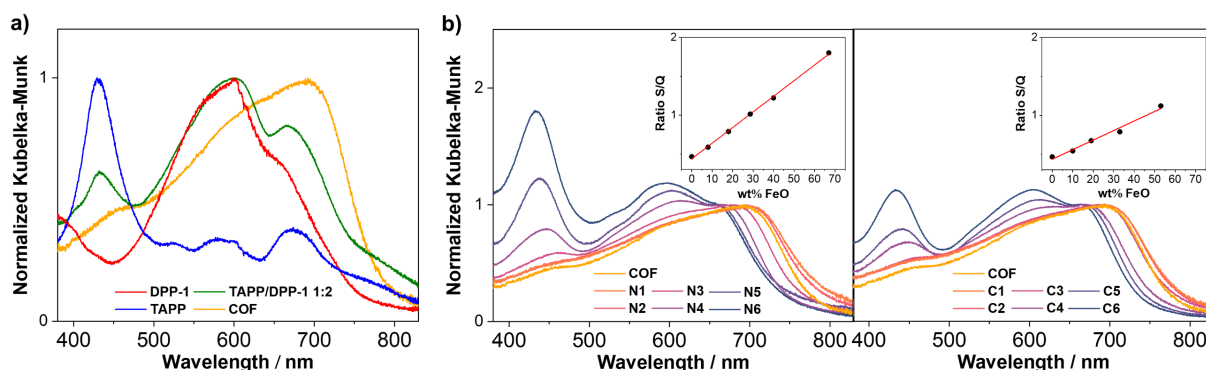 a)
Normalized Kubelka-Munk
1
0
DPP-1
TAPP/DPP-1 1:2
TAPP
COF
400 500 600 700 800
Wavelength / nm
b)
Normalized Kubelka-Munk
2
1
0
COF
N1 N3 N5
N2 N4 N6
400 500 600 700 800
Wavelength / nm
Ratio S/Q
2
1
0 10 20 30 40 50 60 70
wt% FeO
COF
C1 C3 C5
C2 C4 C6
400 500 600 700 800
Wavelength / nm
Ratio S/Q
2
1
0 10 20 30 40 50 60 70
wt% FeO